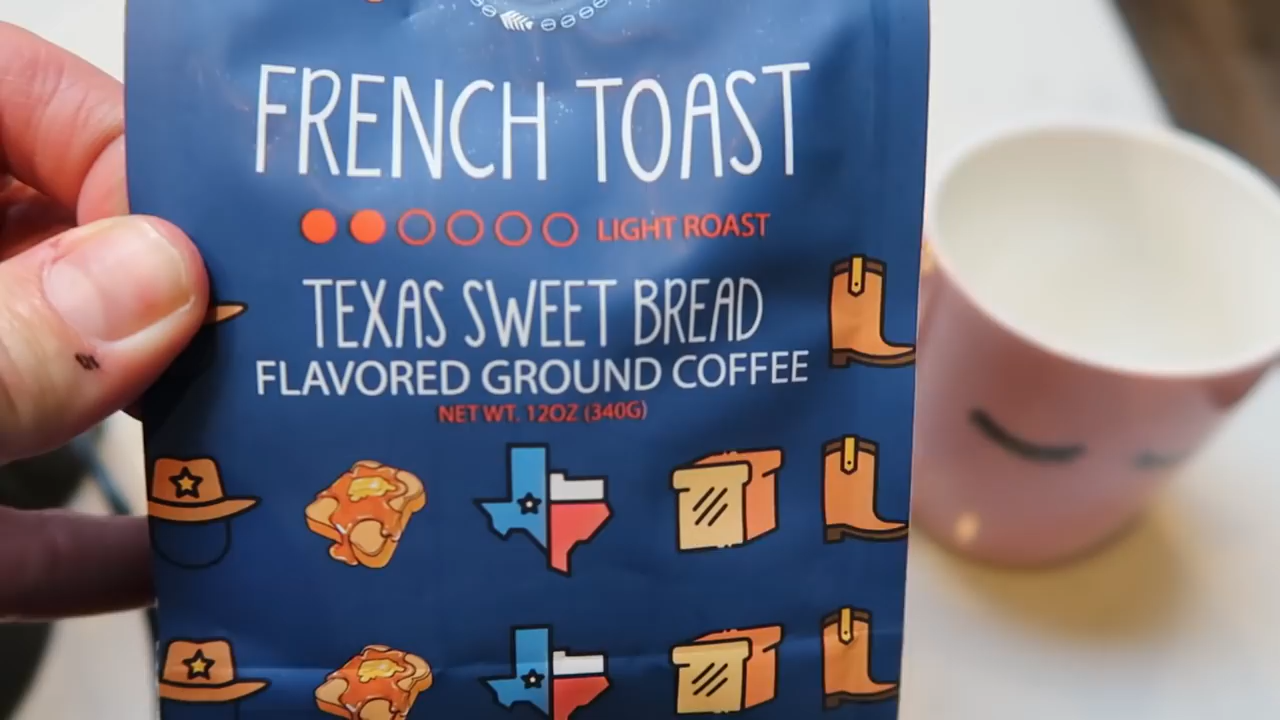 FRENCH TOAST
LIGHT ROAST
TEXAS SWEET BREAD
FLAVORED GROUND COFFEE
NET WT. 12OZ (340G)